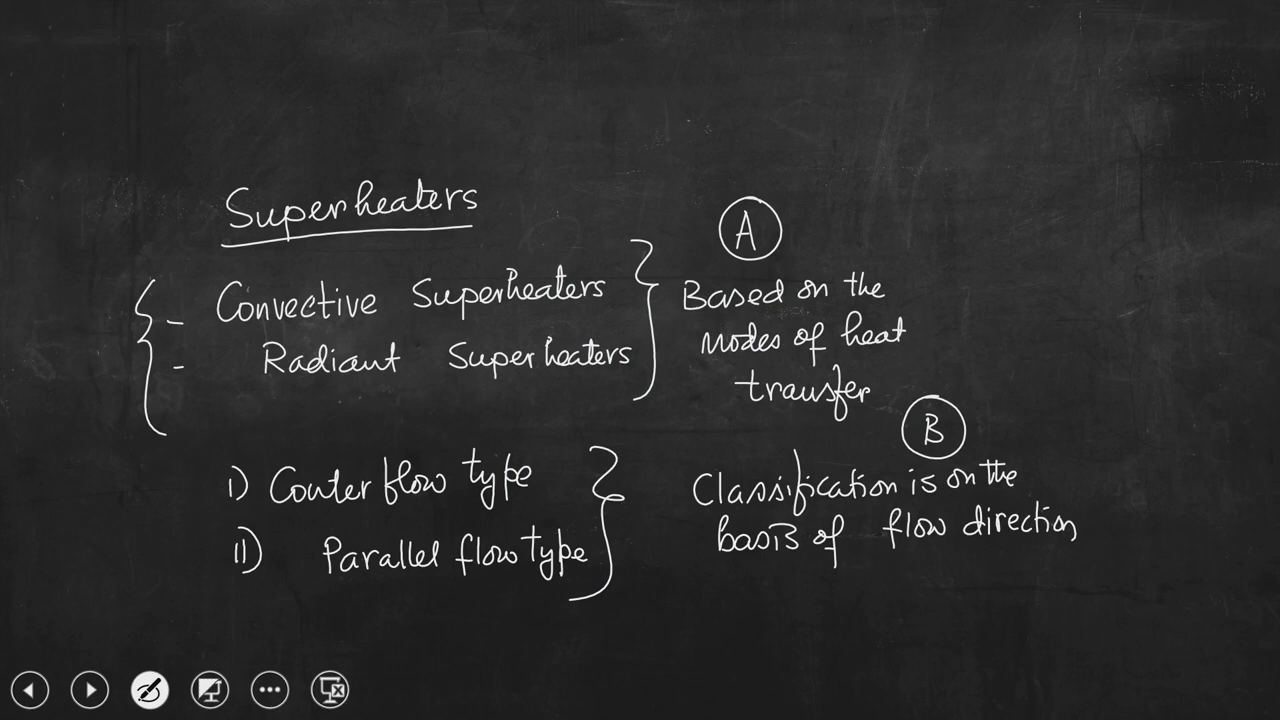 Superheaters
A
- Convective Superheaters
Based on the
modes of heat
transfer
- Radiant Superheaters
B
i) Couter flow type
Classification is on the
basis of flow direction
ii) Parallel flow type